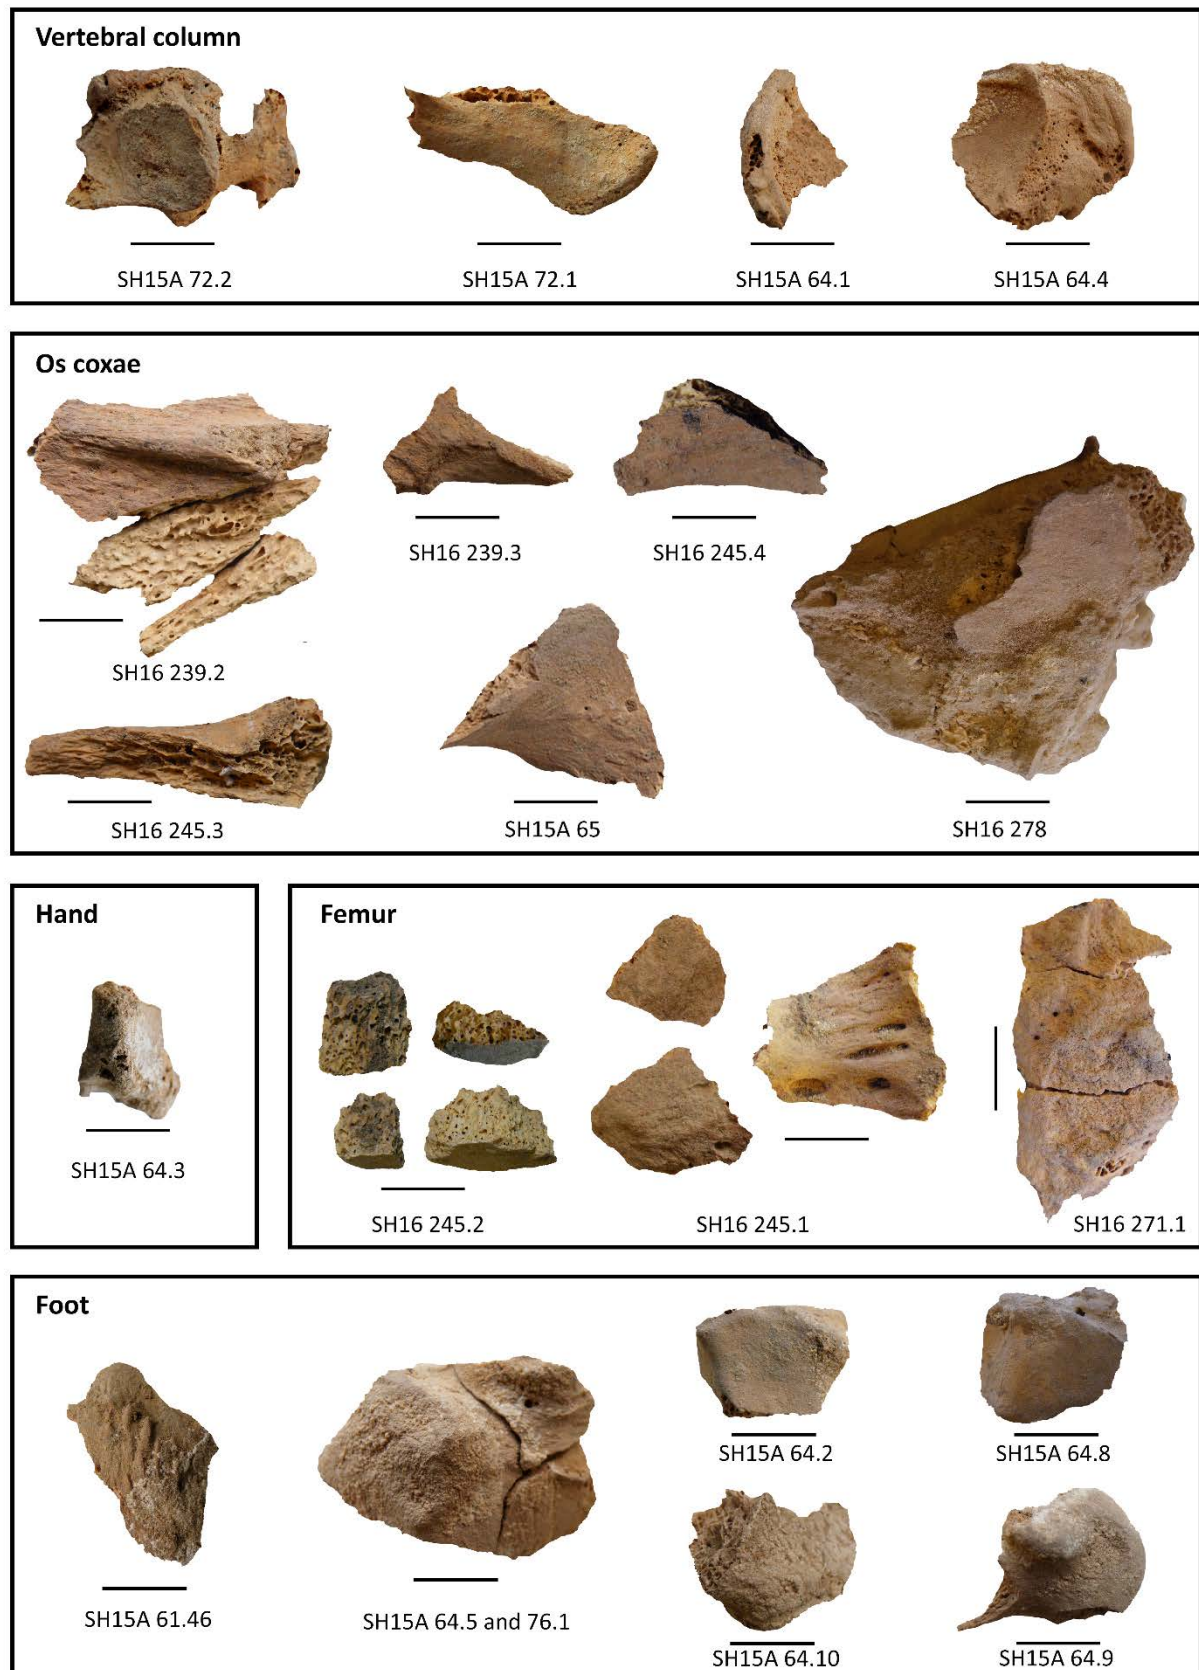 Vertebral column
SH15A 72.2
SH15A 72.1
SH15A 64.1
SH15A 64.4
Os coxae
SH16 239.2
SH16 239.3
SH16 245.4
SH16 245.3
SH15A 65
SH16 278
Hand
SH15A 64.3
Femur
SH16 245.2
SH16 245.1
SH16 271.1
Foot
SH15A 61.46
SH15A 64.5 and 76.1
SH15A 64.2
SH15A 64.8
SH15A 64.10
SH15A 64.9